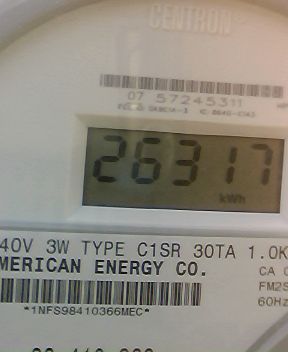 CENTRON
07 57245311
26317
kWh
40V 3W TYPE C1SR 30TA 1.0K
MERICAN ENERGY CO.
CA
FM2S
60Hz
*1NFS98410366MEC*